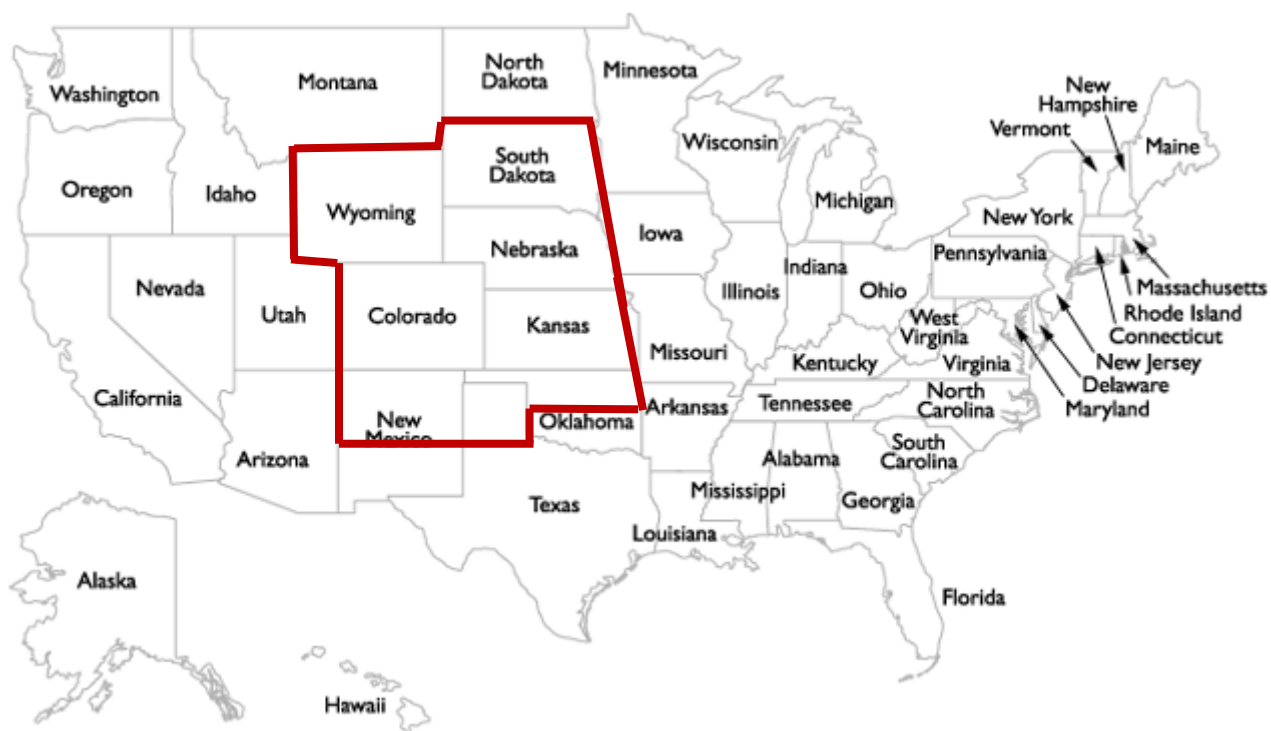 Washington
Montana
North
Dakota
Minnesota
Oregon
Idaho
Wyoming
South
Dakota
Wisconsin
Michigan
New
Hampshire
Vermont
Maine
New York
Nevada
Utah
Colorado
Nebraska
Iowa
Illinois
Indiana
Ohio
Pennsylvania
Massachusetts
Rhode Island
Connecticut
New Jersey
Delaware
Maryland
California
Kansas
Missouri
Kentucky
West
Virginia
Virginia
Arizona
New
Mexico
Oklahoma
Arkansas
Tennessee
North
Carolina
South
Carolina
Texas
Louisiana
Mississippi
Alabama
Georgia
Florida
Alaska
Hawaii